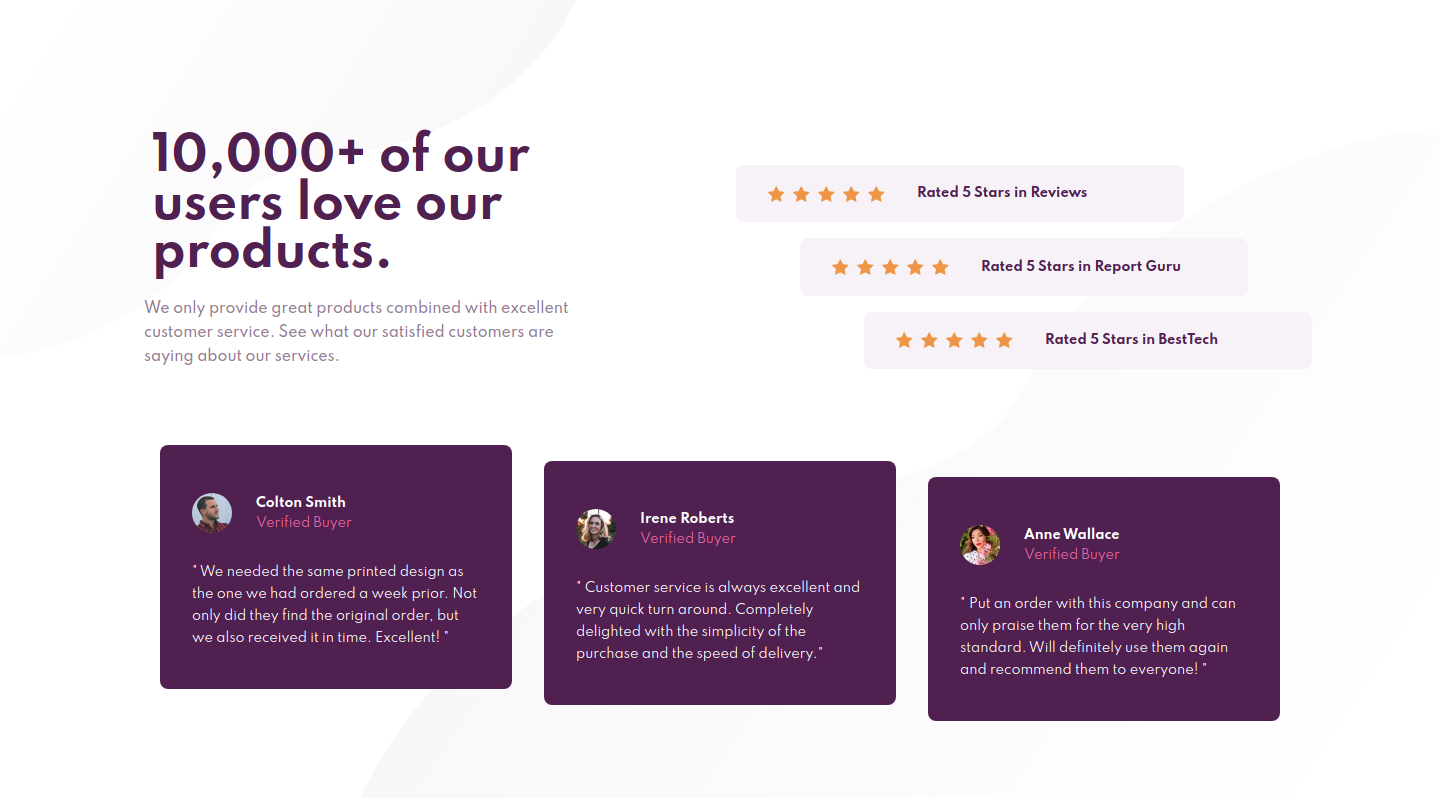 10,000+ of our
users love our
products.
We only provide great products combined with excellent
customer service. See what our satisfied customers are
saying about our services.
Rated 5 Stars in Reviews
Rated 5 Stars in Report Guru
Rated 5 Stars in BestTech
Colton Smith
Verified Buyer
" We needed the same printed design as
the one we had ordered a week prior. Not
only did they find the original order, but
we also received it in time. Excellent! "
Irene Roberts
Verified Buyer
" Customer service is always excellent and
very quick turn around. Completely
delighted with the simplicity of the
purchase and the speed of delivery."
Anne Wallace
Verified Buyer
" Put an order with this company and can
only praise them for the very high
standard. Will definitely use them again
and recommend them to everyone! "